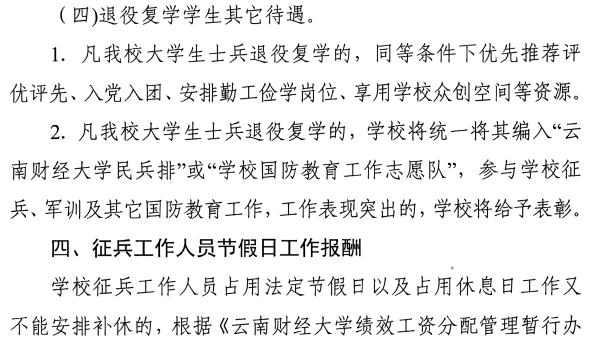 （四)退役复学学生其它待遇。
1. 凡我校大学生士兵退役复学的，同等条件下优先推荐评
优评先、入党入团、安排勤工俭学岗位、享用学校众创空间等资源。
2. 凡我校大学生士兵退役复学的，学校将统一将其编入“云
南财经大学民兵排”或“学校国防教育工作志愿队”，参与学校征
兵、军训及其它国防教育工作，工作表现突出的，学校将给予表彰。
四、征兵工作人员节假日工作报酬
学校征兵工作人员占用法定节假日以及占用休息日工作又
不能安排补休的，根据《云南财经大学绩效工资分配管理暂行办